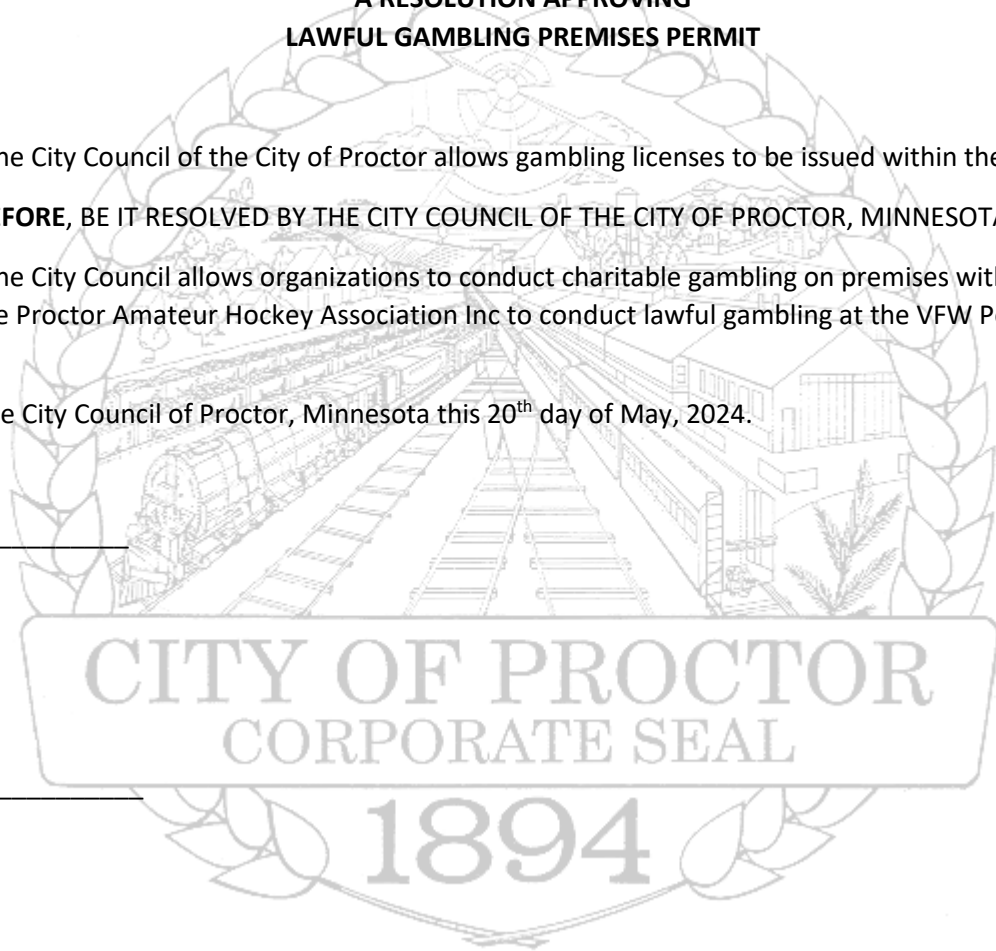 A RESOLUTION APPROVING
LAWFUL GAMBLING PREMISES PERMIT
he City Council of the City of Proctor allows gambling licenses to be issued within the
EFORE, BE IT RESOLVED BY THE CITY COUNCIL OF THE CITY OF PROCTOR, MINNESOTA
he City Council allows organizations to conduct charitable gambling on premises wit
e Proctor Amateur Hockey Association Inc to conduct lawful gambling at the VFW P
e City Council of Proctor, Minnesota this 20th day of May, 2024.
CITY OF PROCTOR
CORPORATE SEAL
1894